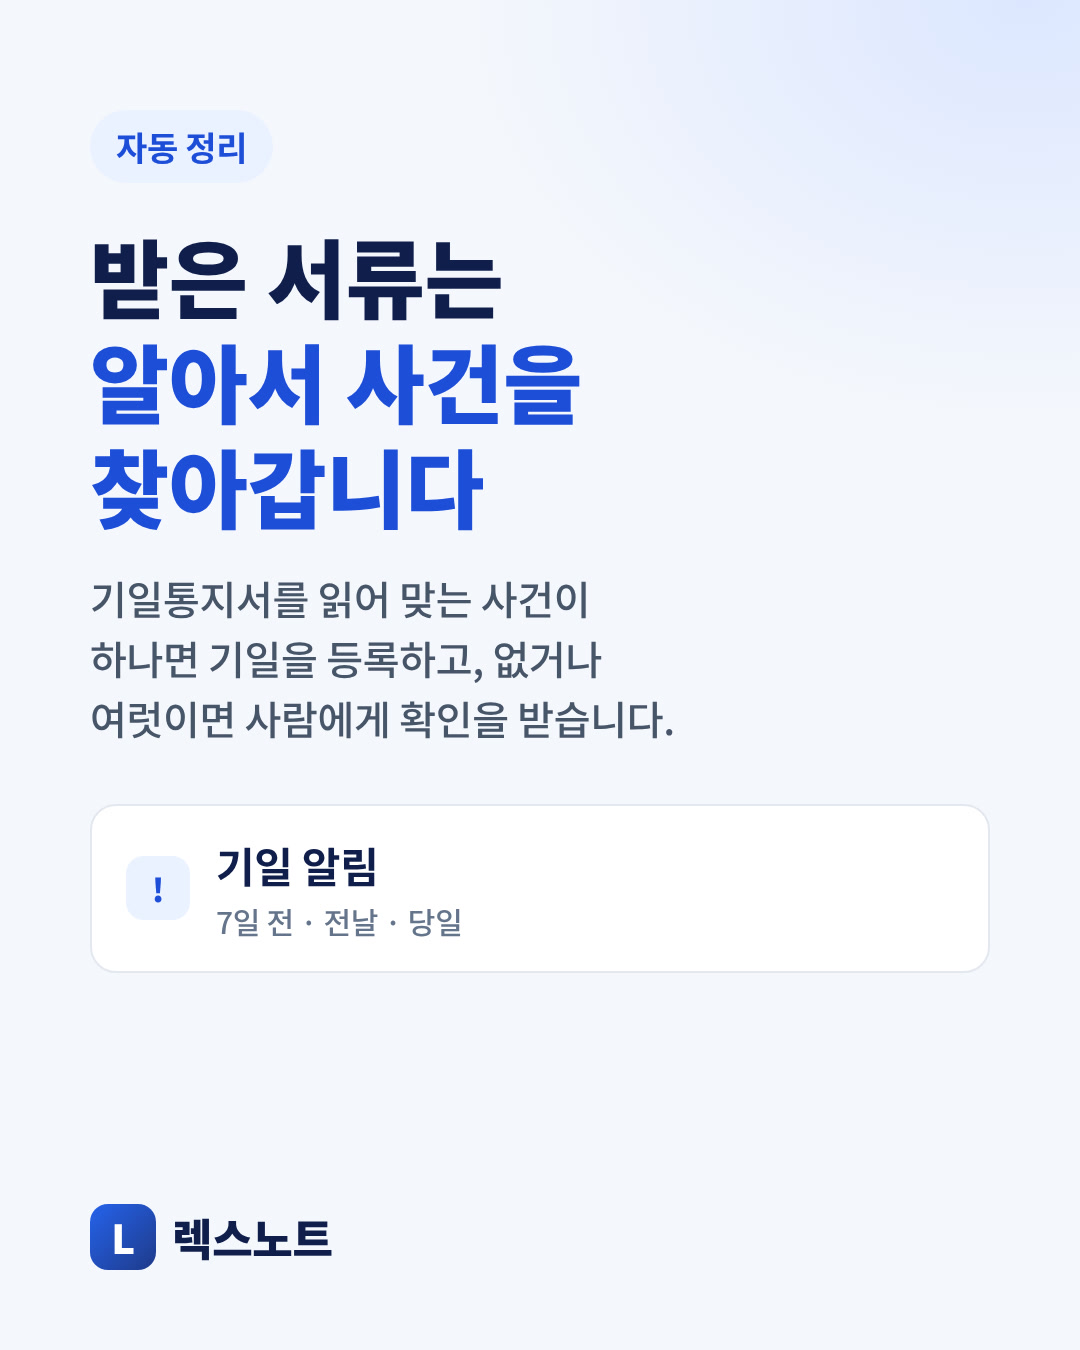 자동 정리
받은 서류는
알아서 사건을
찾아갑니다
기일통지서를 읽어 맞는 사건이
하나면 기일을 등록하고, 없거나
여럿이면 사람에게 확인을 받습니다.
!
기일 알림
7일 전 · 전날 · 당일
L 렉스노트